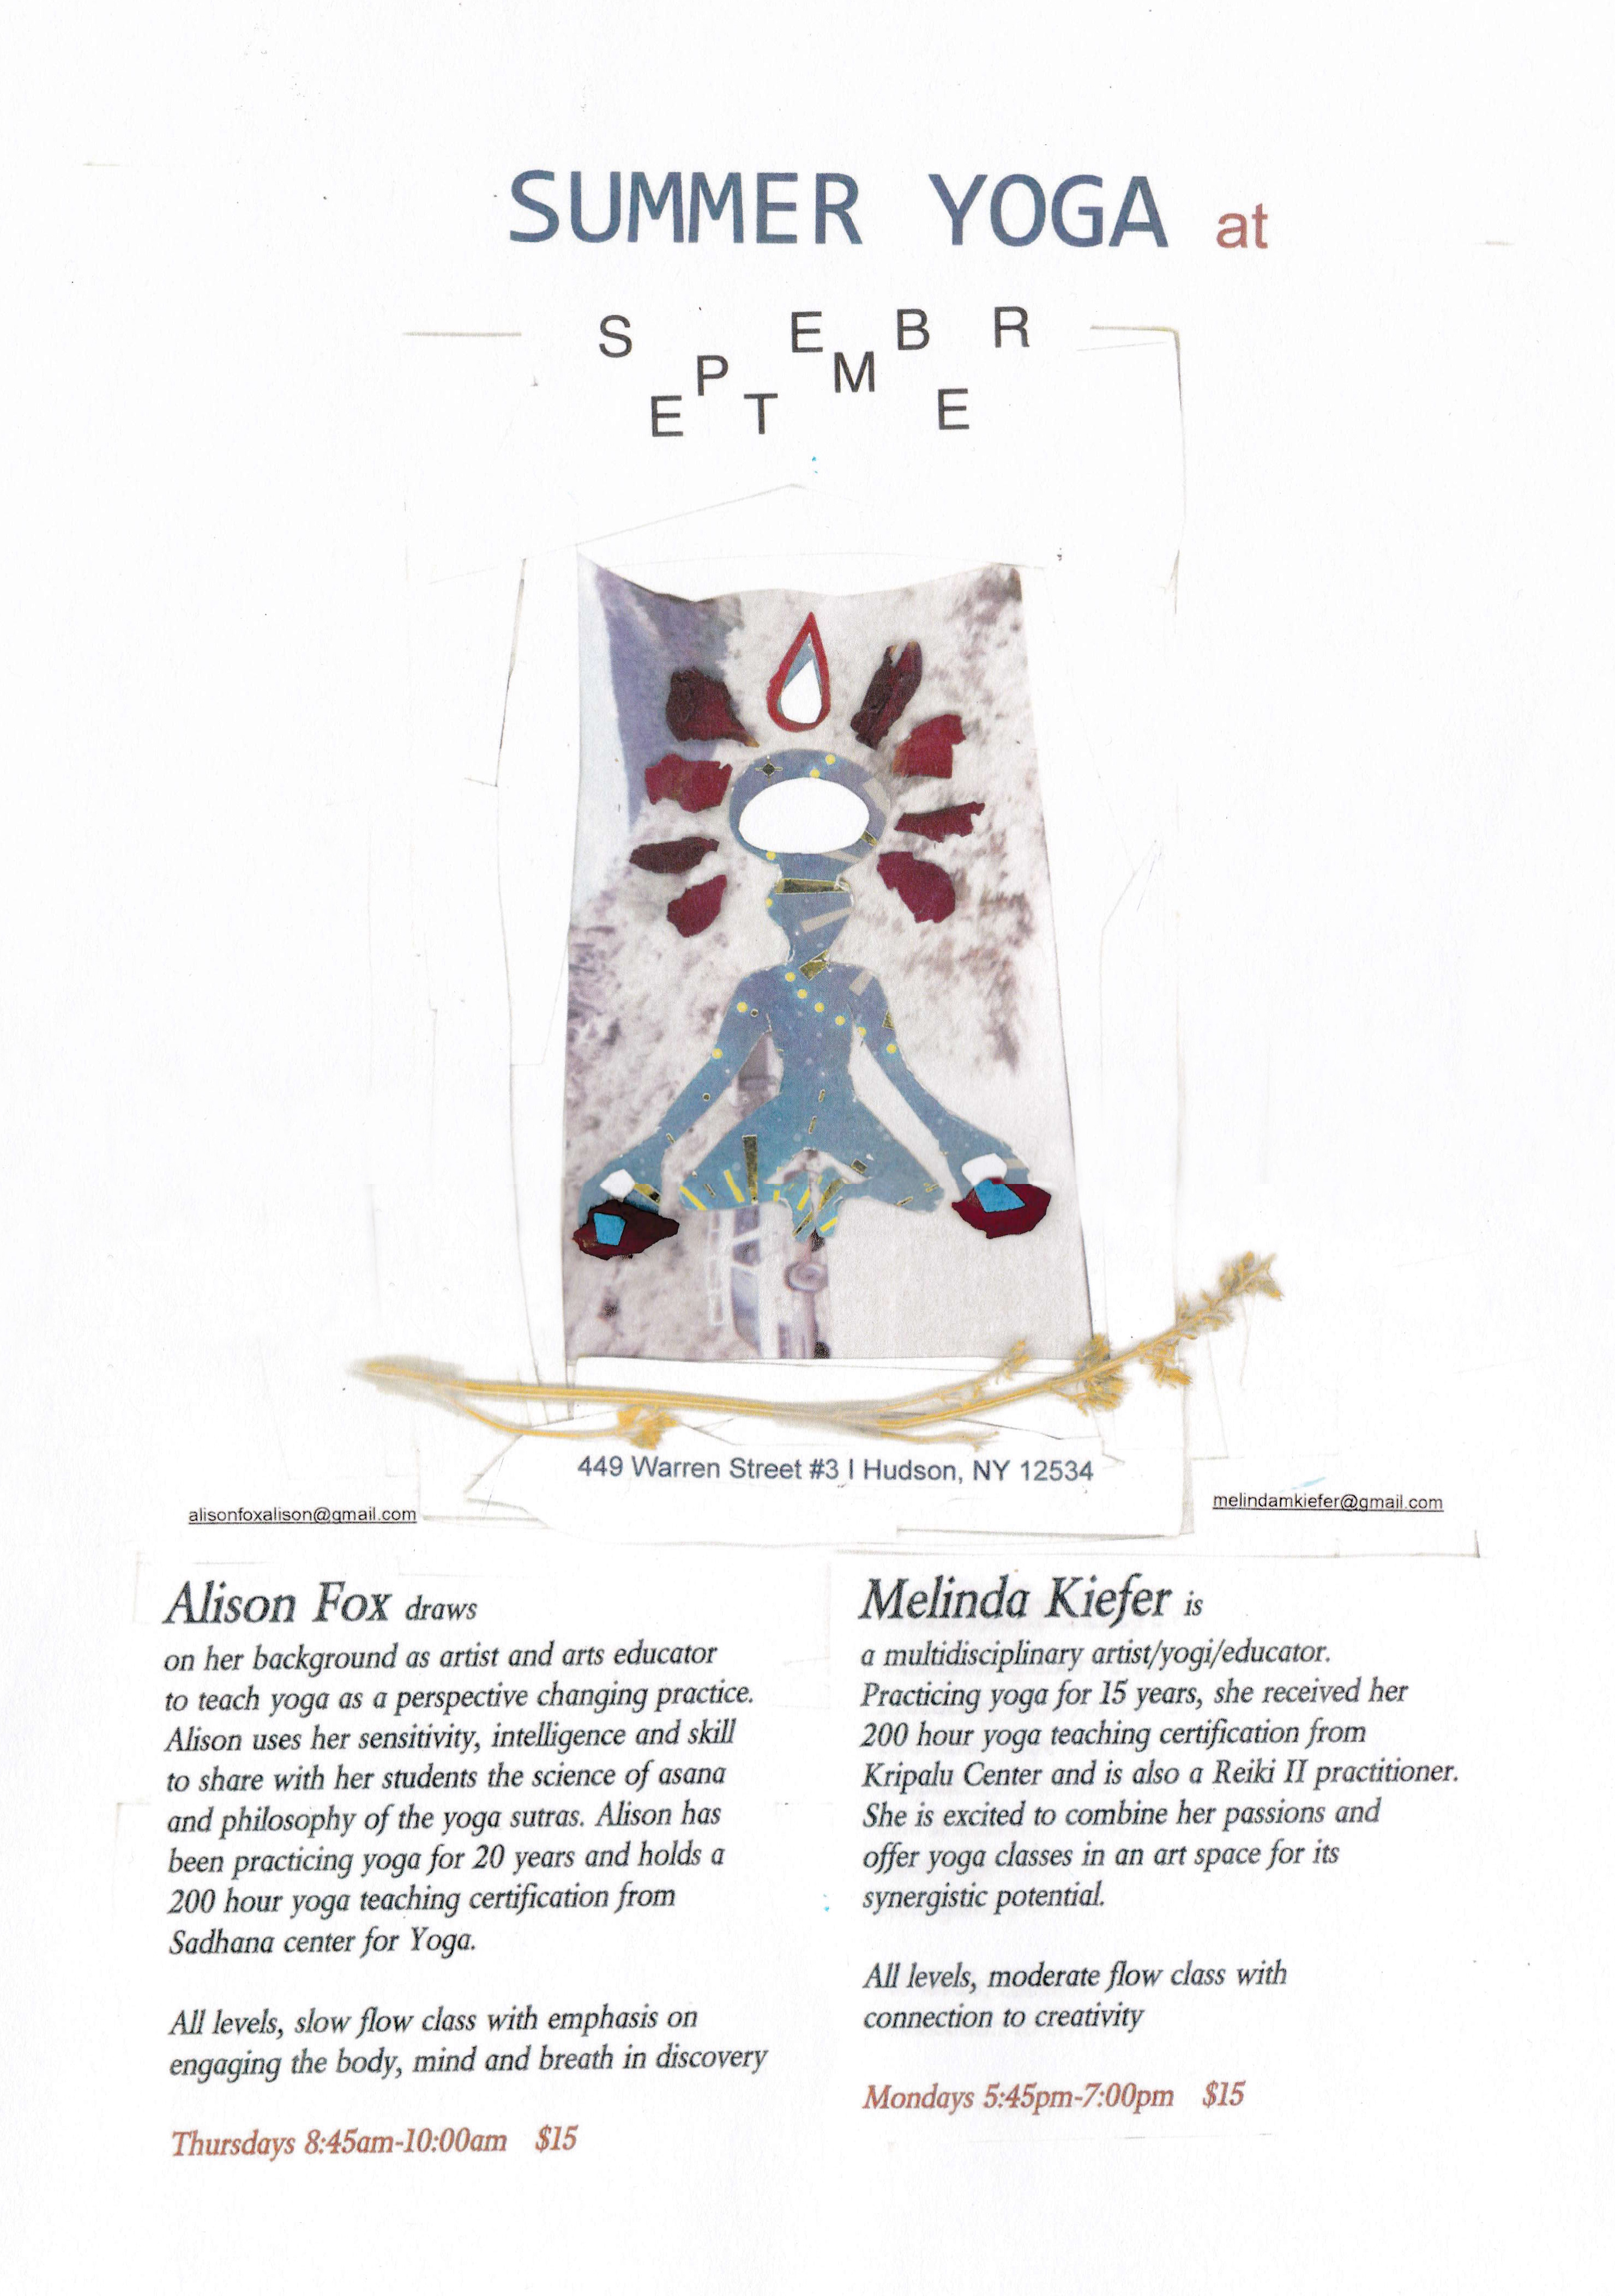 SUMMER YOGA at
SEPTEMBER
449 Warren Street #3 I Hudson, NY 12534
alisonfoxalison@gmail.com
melindamkiefer@gmail.com
Alison Fox draws
on her background as artist and arts educator
to teach yoga as a perspective changing practice.
Alison uses her sensitivity, intelligence and skill
to share with her students the science of asana
and philosophy of the yoga sutras. Alison has
been practicing yoga for 20 years and holds a
200 hour yoga teaching certification from
Sadhana center for Yoga.
All levels, slow flow class with emphasis on
engaging the body, mind and breath in discovery
Thursdays 8:45am-10:00am $15
Melinda Kiefer is
a multidisciplinary artist/yogi/educator.
Practicing yoga for 15 years, she received her
200 hour yoga teaching certification from
Kripalu Center and is also a Reiki II practitioner.
She is excited to combine her passions and
offer yoga classes in an art space for its
synergistic potential.
All levels, moderate flow class with
connection to creativity
Mondays 5:45pm-7:00pm $15